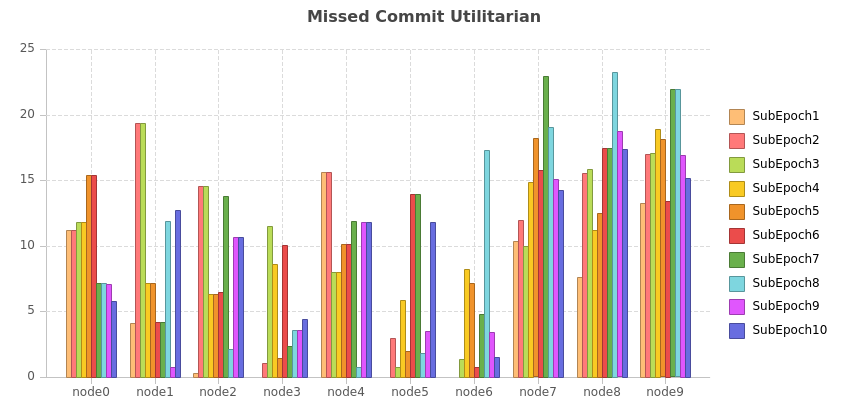 Missed Commit Utilitarian
25
20
15
10
5
0
node0 node1 node2 node3 node4 node5 node6 node7 node8 node9
SubEpoch1
SubEpoch2
SubEpoch3
SubEpoch4
SubEpoch5
SubEpoch6
SubEpoch7
SubEpoch8
SubEpoch9
SubEpoch10